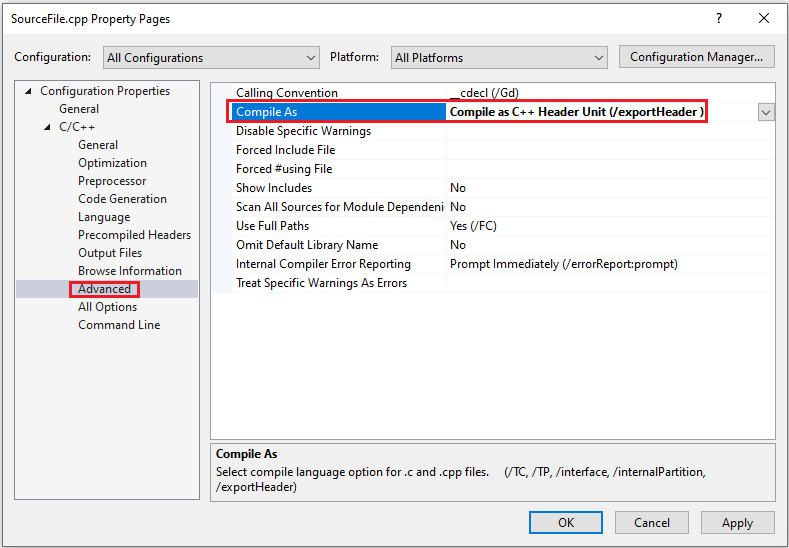 SourceFile.cpp Property Pages ? ×
Configuration: All Configurations Platform: All Platforms Configuration Manager...
Configuration Properties
General
C/C++
General
Optimization
Preprocessor
Code Generation
Language
Precompiled Headers
Output Files
Browse Information
Advanced
All Options
Command Line
Calling Convention __cdecl (/Gd)
Compile As Compile as C++ Header Unit (/exportHeader )
Disable Specific Warnings
Forced Include File
Forced #using File
Show Includes No
Scan All Sources for Module Dependenci No
Use Full Paths Yes (/FC)
Omit Default Library Name No
Internal Compiler Error Reporting Prompt Immediately (/errorReport:prompt)
Treat Specific Warnings As Errors
Compile As
Select compile language option for .c and .cpp files. (/TC, /TP, /interface, /internalPartition,
/exportHeader)
OK Cancel Apply